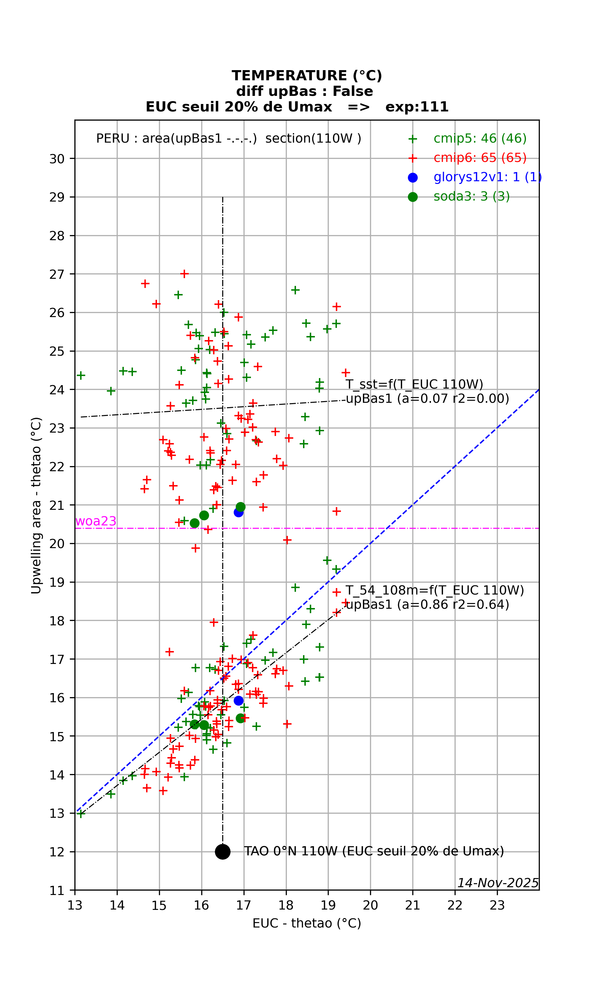 TEMPERATURE (°C)
diff upBas : False
EUC seuil 20% de Umax => exp:111
PERU : area(upBas1 -.-.-.) section(110W )
cmip5: 46 (46)
cmip6: 65 (65)
glorys12v1: 1 (1)
soda3: 3 (3)
30
29
28
27
26
25
24
23
22
21
20
19
18
17
16
15
14
13
12
11
Upwelling area - thetao (°C)
T_sst=f(T_EUC 110W)
upBas1 (a=0.07 r2=0.00)
woa23
T_54_108m=f(T_EUC 110W)
upBas1 (a=0.86 r2=0.64)
TAO 0°N 110W (EUC seuil 20% de Umax)
14-Nov-2025
13 14 15 16 17 18 19 20 21 22 23
EUC - thetao (°C)